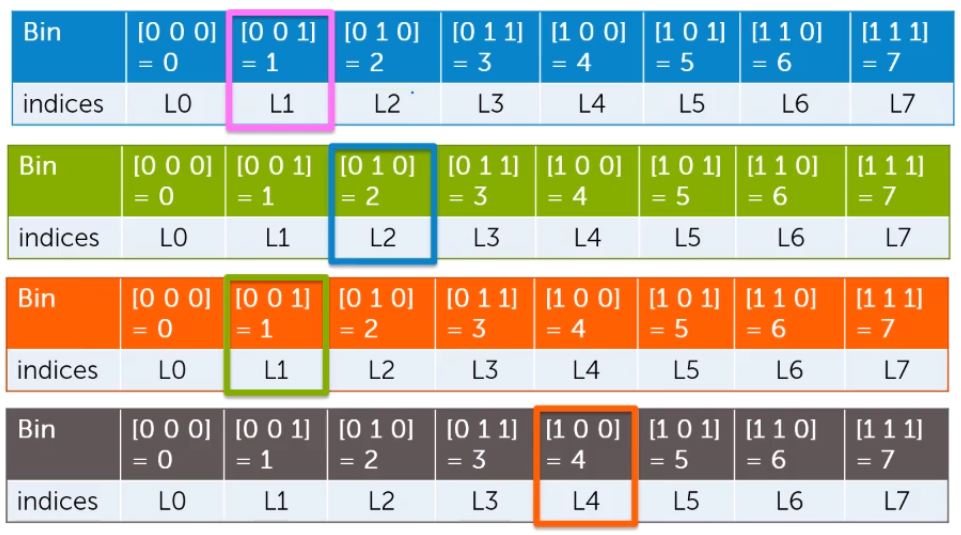 Bin [0 0 0] [0 0 1] [0 1 0] [0 1 1] [1 0 0] [1 0 1] [1 1 0] [1 1 1]
= 0 = 1 = 2 = 3 = 4 = 5 = 6 = 7
indices L0 L1 L2 L3 L4 L5 L6 L7
Bin [0 0 0] [0 0 1] [0 1 0] [0 1 1] [1 0 0] [1 0 1] [1 1 0] [1 1 1]
= 0 = 1 = 2 = 3 = 4 = 5 = 6 = 7
indices L0 L1 L2 L3 L4 L5 L6 L7
Bin [0 0 0] [0 0 1] [0 1 0] [0 1 1] [1 0 0] [1 0 1] [1 1 0] [1 1 1]
= 0 = 1 = 2 = 3 = 4 = 5 = 6 = 7
indices L0 L1 L2 L3 L4 L5 L6 L7
Bin [0 0 0] [0 0 1] [0 1 0] [0 1 1] [1 0 0] [1 0 1] [1 1 0] [1 1 1]
= 0 = 1 = 2 = 3 = 4 = 5 = 6 = 7
indices L0 L1 L2 L3 L4 L5 L6 L7